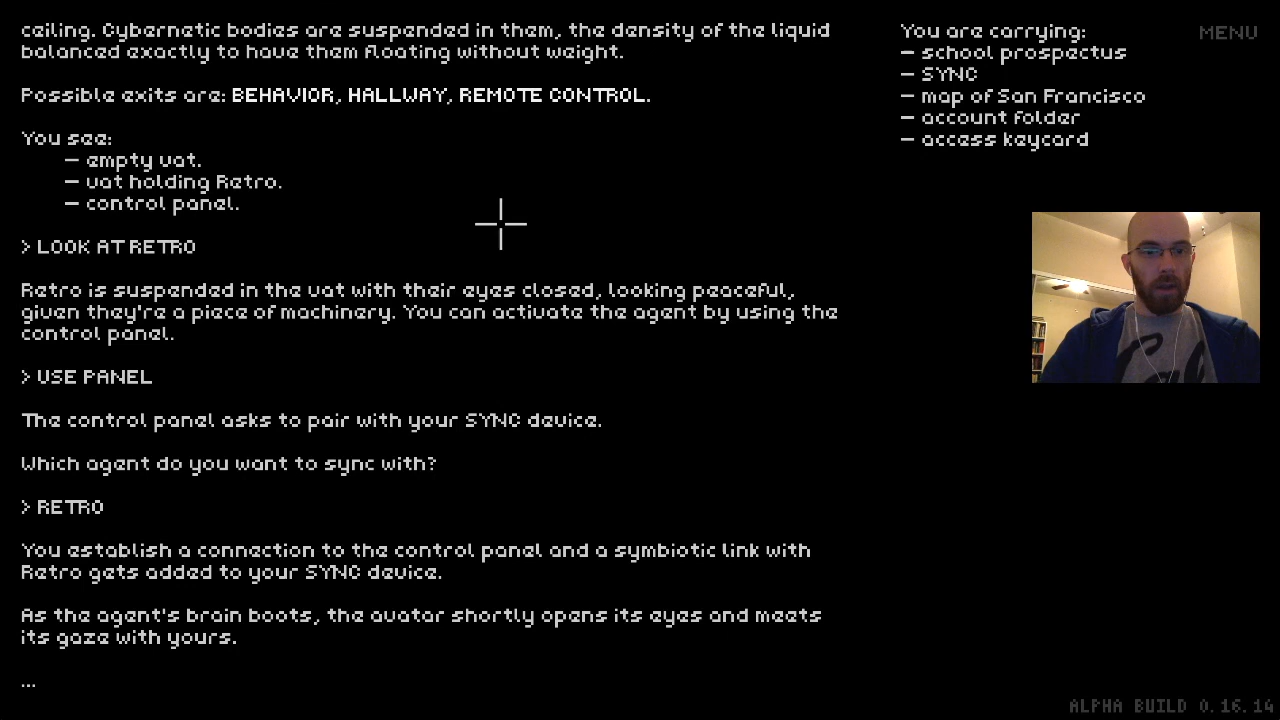 ceiling. Cybernetic bodies are suspended in them, the density of the liquid
balanced exactly to have them floating without weight.
Possible exits are: BEHAVIOR, HALLWAY, REMOTE CONTROL.
You see:
– empty vat.
– vat holding Retro.
– control panel.
> LOOK AT RETRO
Retro is suspended in the vat with their eyes closed, looking peaceful,
given they're a piece of machinery. You can activate the agent by using the
control panel.
> USE PANEL
The control panel asks to pair with your SYNC device.
Which agent do you want to sync with?
> RETRO
You establish a connection to the control panel and a symbiotic link with
Retro gets added to your SYNC device.
As the agent's brain boots, the avatar shortly opens its eyes and meets
its gaze with yours.
...
You are carrying:
– school prospectus
– SYNC
– map of San Francisco
– account folder
– access keycard
MENU
ALPHA BUILD 0.16.14